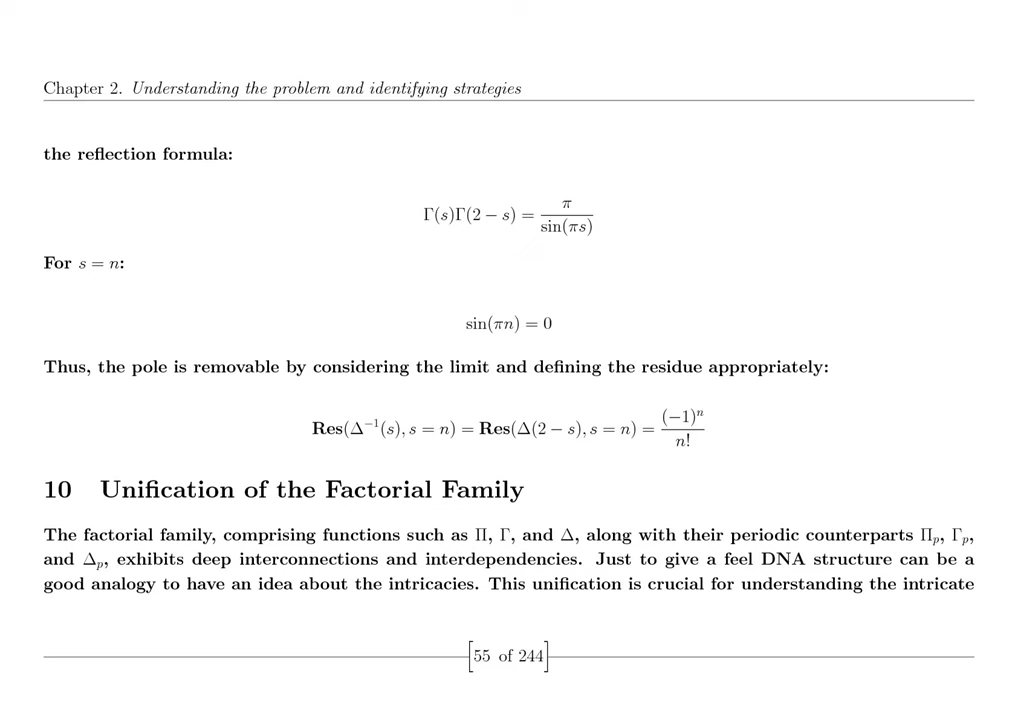 Chapter 2. Understanding the problem and identifying strategies
the reflection formula:
Γ(s)Γ(2 − s) = π / sin(πs)
For s = n:
sin(πn) = 0
Thus, the pole is removable by considering the limit and defining the residue appropriately:
Res(Δ⁻¹(s), s = n) = Res(Δ(2 − s), s = n) = (−1)ⁿ / n!
10 Unification of the Factorial Family
The factorial family, comprising functions such as Π, Γ, and Δ, along with their periodic counterparts Πₚ, Γₚ,
and Δₚ, exhibits deep interconnections and interdependencies. Just to give a feel DNA structure can be a
good analogy to have an idea about the intricacies. This unification is crucial for understanding the intricate
[55 of 244]